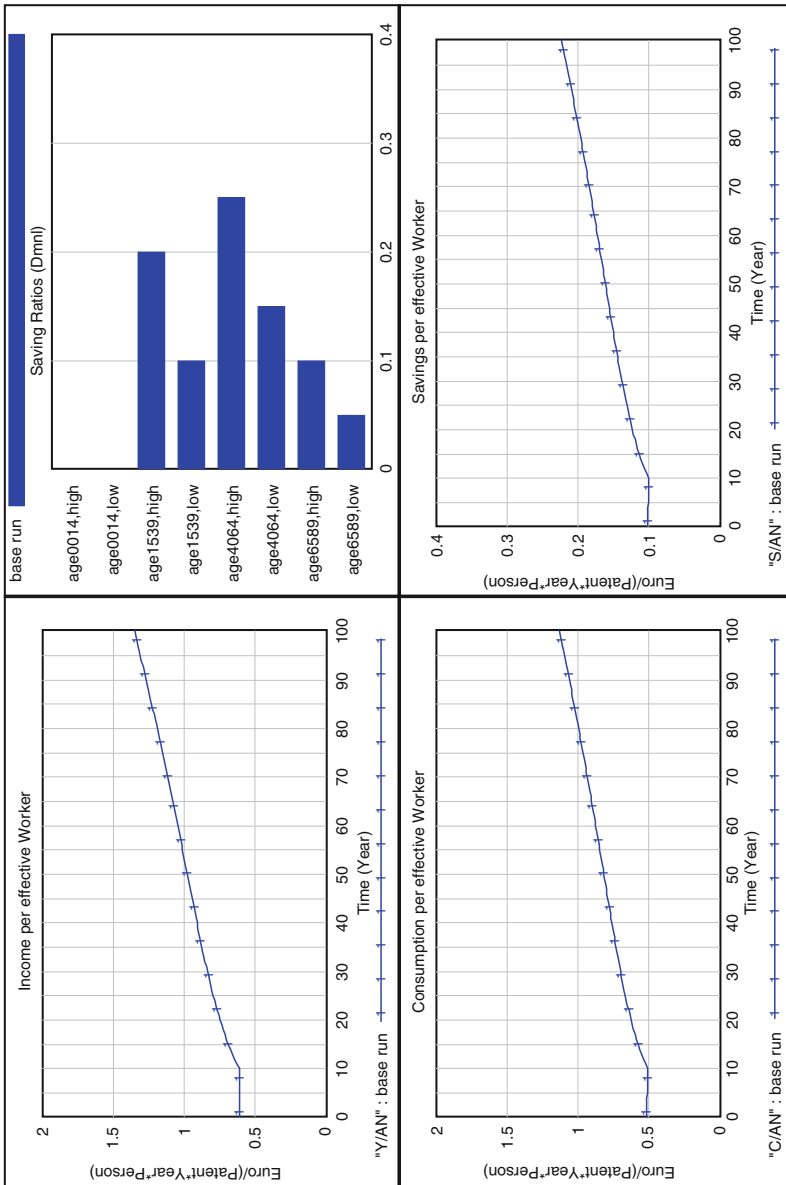 Income per effective Worker
2
1.5
1
0.5
0
Euro/(Patent*Year*Person)
0 10 20 30 40 50 60 70 80 90 100
Time (Year)
"Y/AN" : base run
base run
Saving Ratios (Dmnl)
age0014,high
age0014,low
age1539,high
age1539,low
age4064,high
age4064,low
age6589,high
age6589,low
0 0.1 0.2 0.3 0.4
Consumption per effective Worker
2
1.5
1
0.5
0
Euro/(Patent*Year*Person)
0 10 20 30 40 50 60 70 80 90 100
Time (Year)
"C/AN" : base run
Savings per effective Worker
0.4
0.3
0.2
0.1
0
Euro/(Patent*Year*Person)
0 10 20 30 40 50 60 70 80 90 100
Time (Year)
"S/AN" : base run